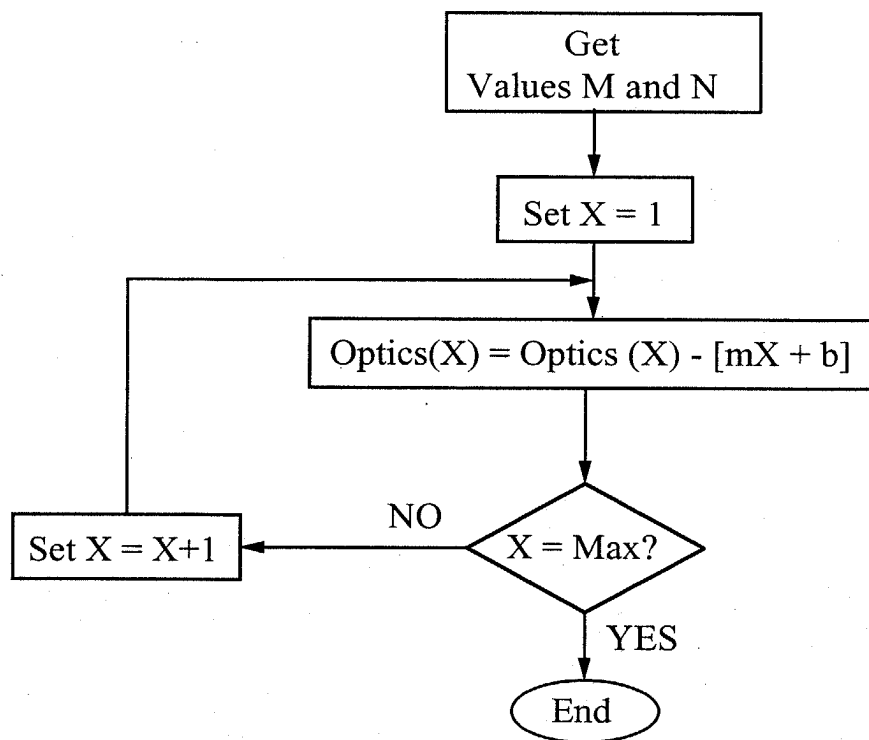 Get
Values M and N
Set X = 1
Optics(X) = Optics (X) - [mX + b]
X = Max?
NO
Set X = X+1
YES
End